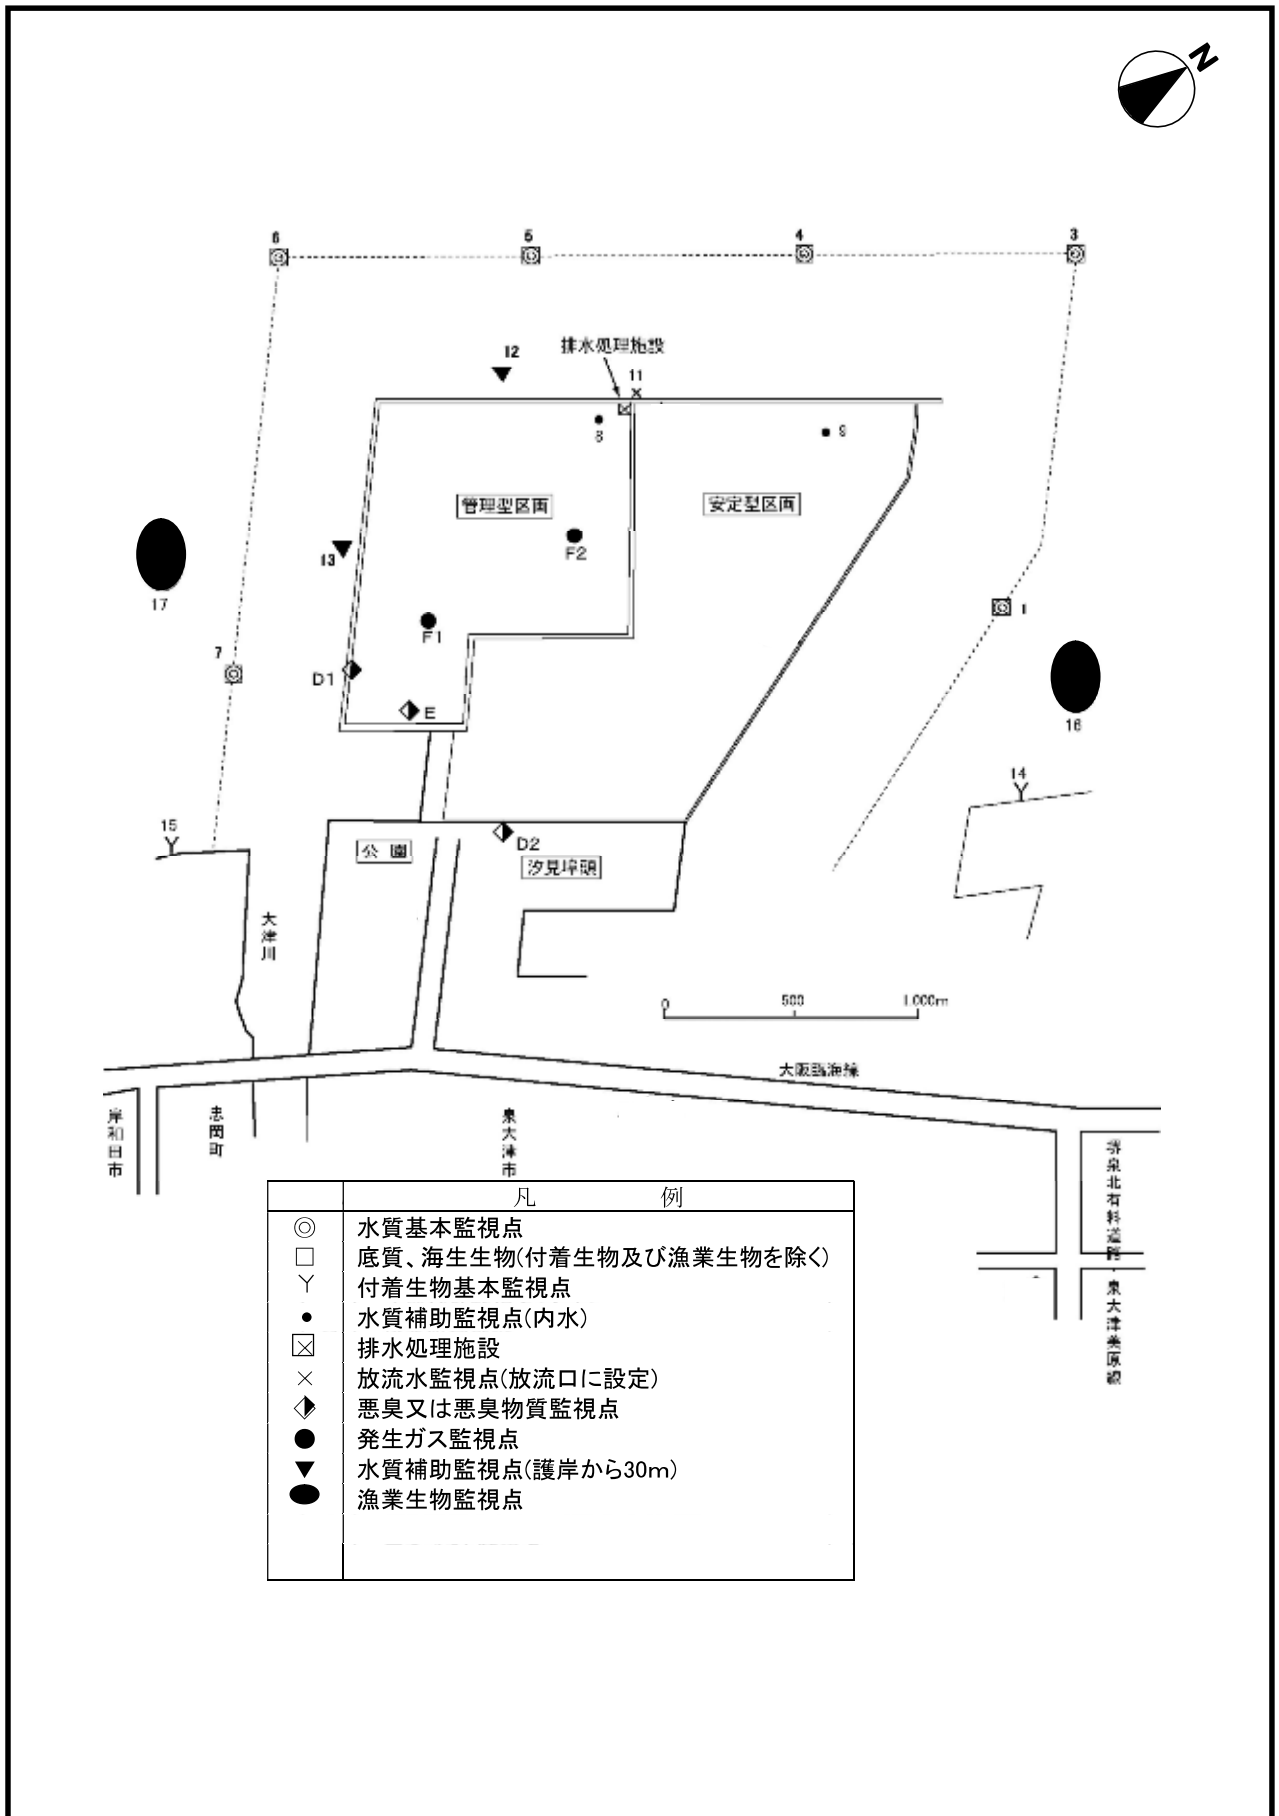 N
6
5
4
3
12
排水処理施設
11
8
9
管理型区画
安定型区画
13
F2
17
F1
1
7
D1
E
16
14
15
D2
公園
汐見埠頭
大津川
0 500 1,000m
大阪臨海線
岸和田市
忠岡町
泉大津市
堺泉北有料道路・泉大津美原線
凡 例
◎ 水質基本監視点
□ 底質、海生生物(付着生物及び漁業生物を除く)
Y 付着生物基本監視点
● 水質補助監視点(内水)
排水処理施設
× 放流水監視点(放流口に設定)
悪臭又は悪臭物質監視点
● 発生ガス監視点
▼ 水質補助監視点(護岸から30m)
漁業生物監視点